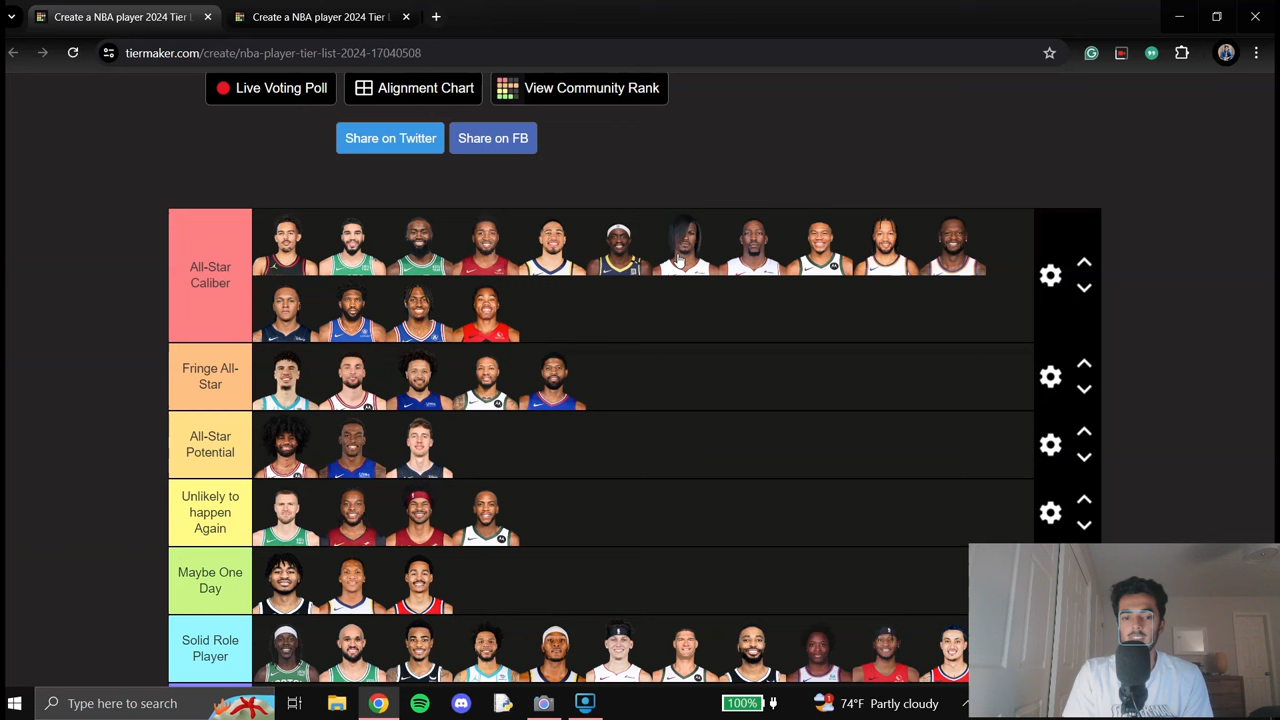 Create a NBA player 2024 Tier L
Create a NBA player 2024 Tier L
tiermaker.com/create/nba-player-tier-list-2024-17040508
Live Voting Poll
Alignment Chart
View Community Rank
Share on Twitter
Share on FB
All-Star
Caliber
Fringe All-
Star
All-Star
Potential
Unlikely to
happen
Again
Maybe One
Day
Solid Role
Player
Type here to search
100%
1
74°F Partly cloudy